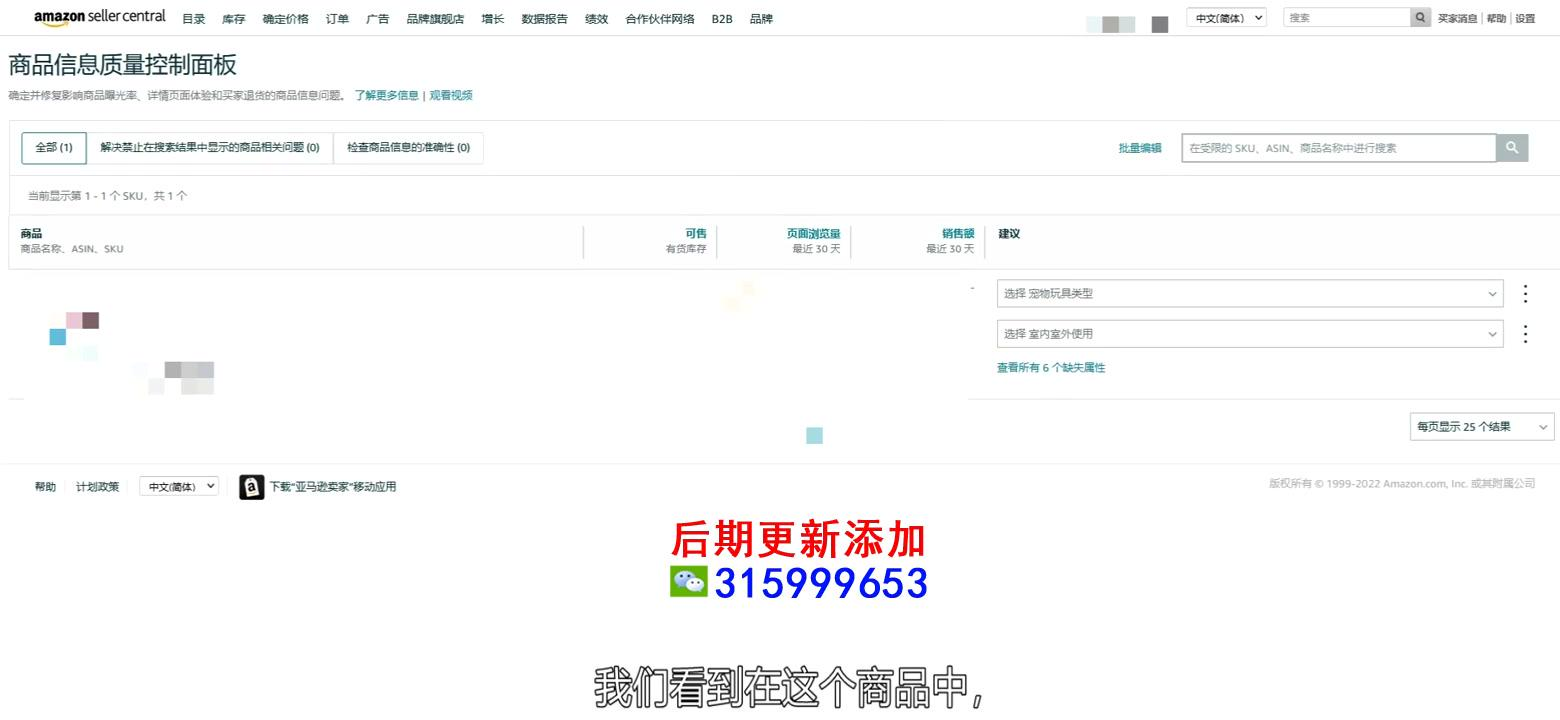 amazon seller central 目录 库存 确定价格 订单 广告 品牌旗舰店 增长 数据报告 绩效 合作伙伴网络 B2B 品牌 中文(简体) 搜索 买家消息 | 帮助 | 设置
商品信息质量控制面板
确定并修复影响商品曝光率、详情页面体验和买家退货的商品信息问题。 了解更多信息 | 观看视频
全部 (1) 解决禁止在搜索结果中显示的商品相关问题 (0) 检查商品信息的准确性 (0) 批量编辑 在受限的 SKU、ASIN、商品名称中进行搜索
当前显示第 1 - 1 个 SKU，共 1 个
商品 可售 页面浏览量 销售额 建议
商品名称、ASIN、SKU 有货库存 最近 30 天 最近 30 天
- 选择 宠物玩具类型
选择 室内室外使用
查看所有 6 个缺失属性
每页显示 25 个结果
帮助 计划政策 中文(简体) 下载“亚马逊卖家”移动应用 版权所有 © 1999-2022 Amazon.com, Inc. 或其附属公司
后期更新添加
315999653
我们看到在这个商品中，